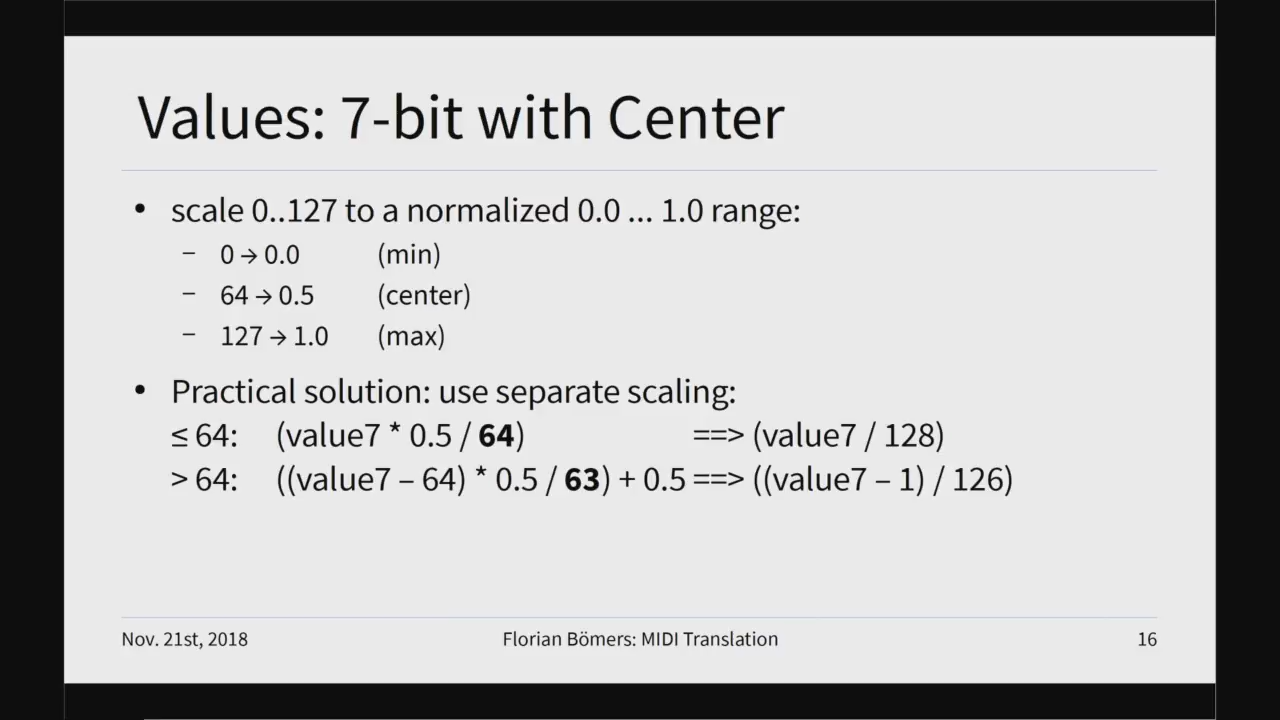 Values: 7-bit with Center
• scale 0..127 to a normalized 0.0 ... 1.0 range:
– 0 → 0.0 (min)
– 64 → 0.5 (center)
– 127 → 1.0 (max)
• Practical solution: use separate scaling:
≤ 64: (value7 * 0.5 / 64) ==> (value7 / 128)
> 64: ((value7 – 64) * 0.5 / 63) + 0.5 ==> ((value7 – 1) / 126)
Nov. 21st, 2018 Florian Bömers: MIDI Translation 16